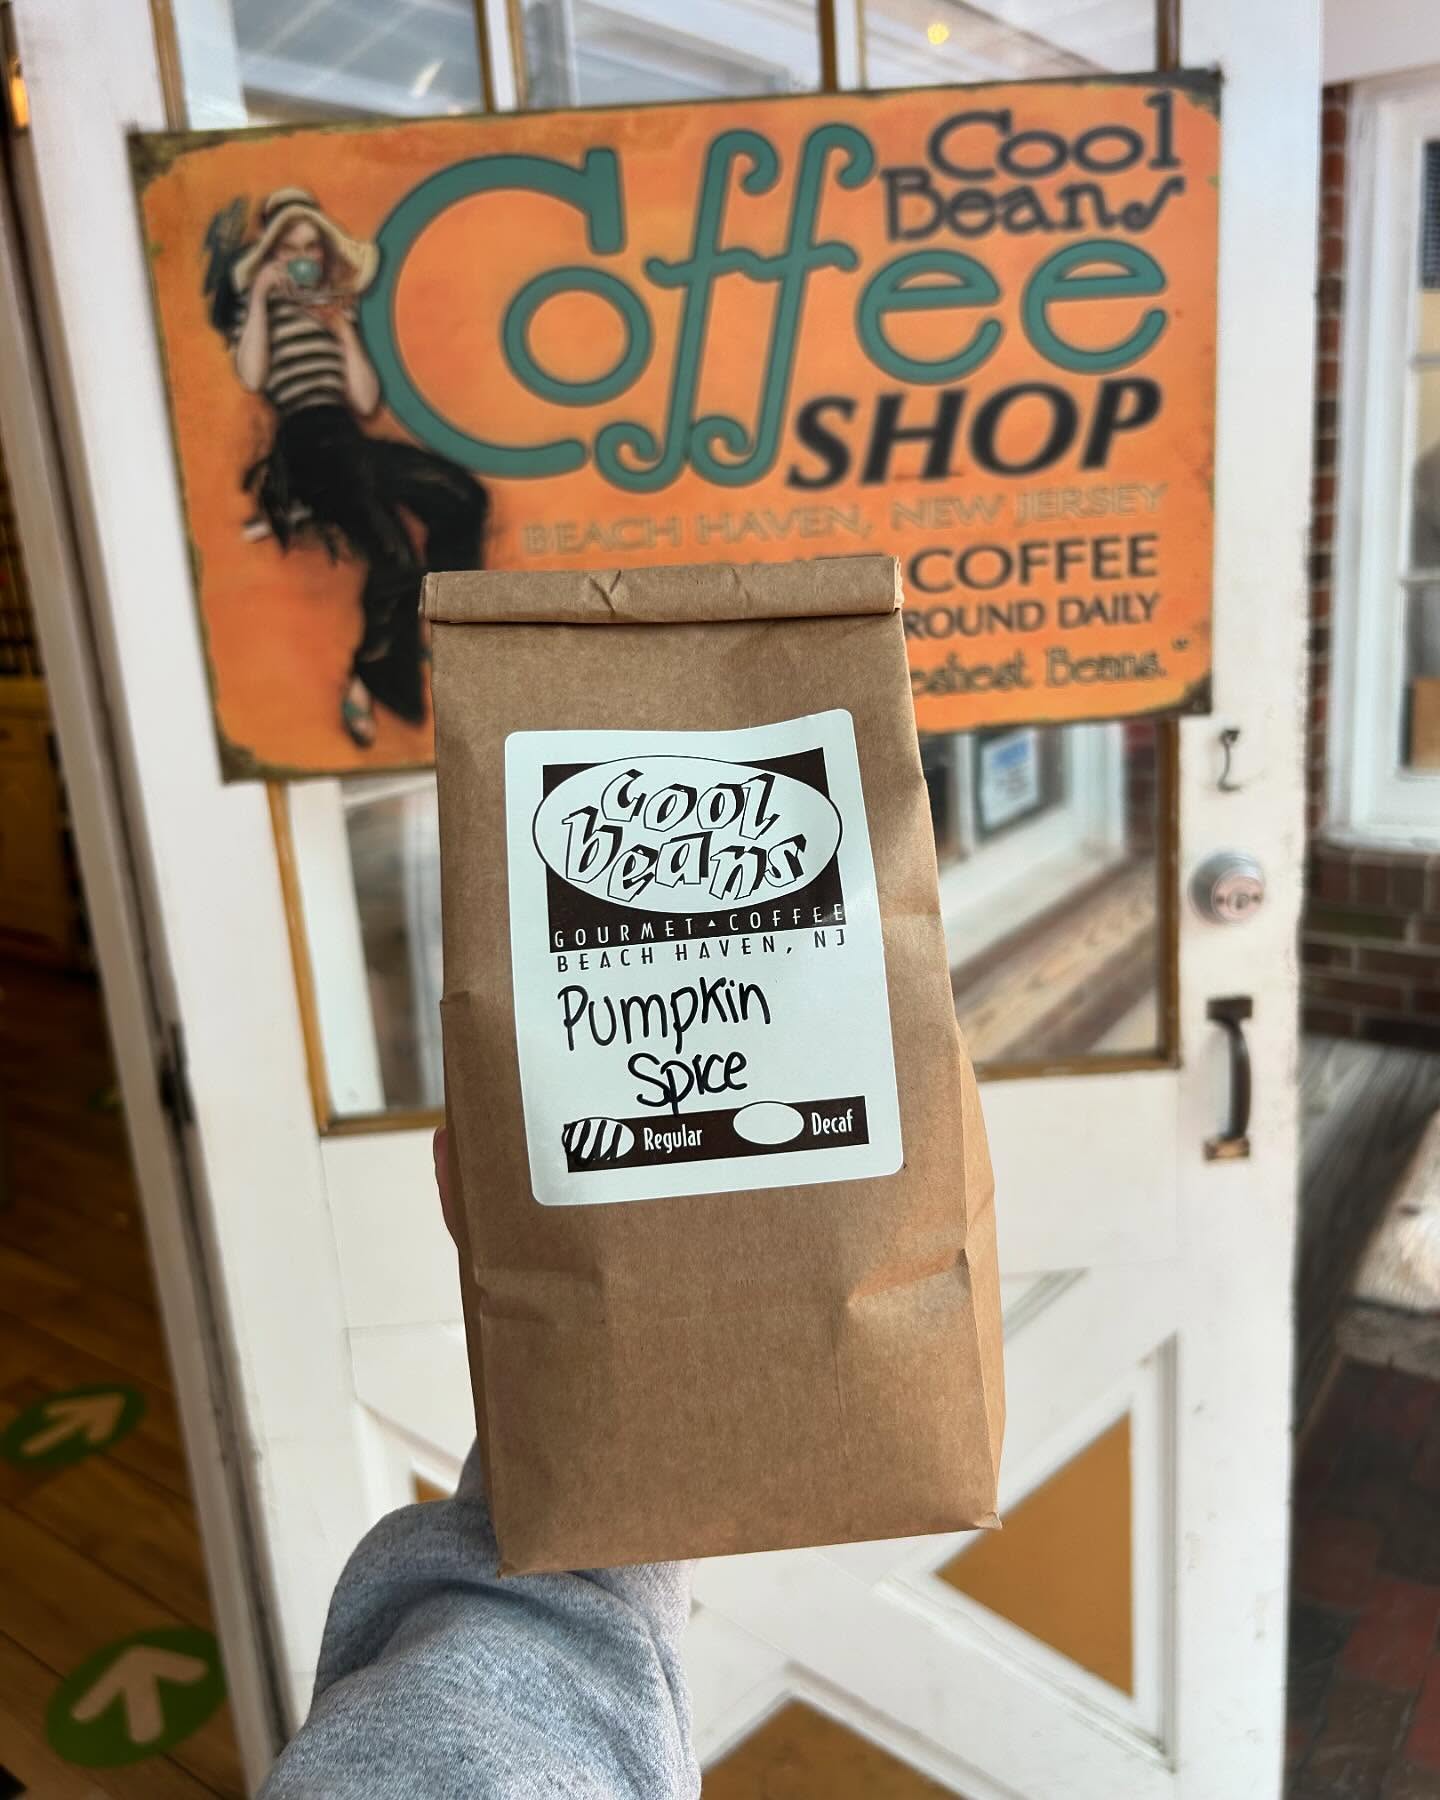 Cool
Beans
Coffee
SHOP
BEACH HAVEN, NEW JERSEY
COFFEE
ROUND DAILY
Beans."
cool
beans
GOURMET▲COFFEE
BEACH HAVEN, NJ
Pumpkin
Spice
Regular Decaf